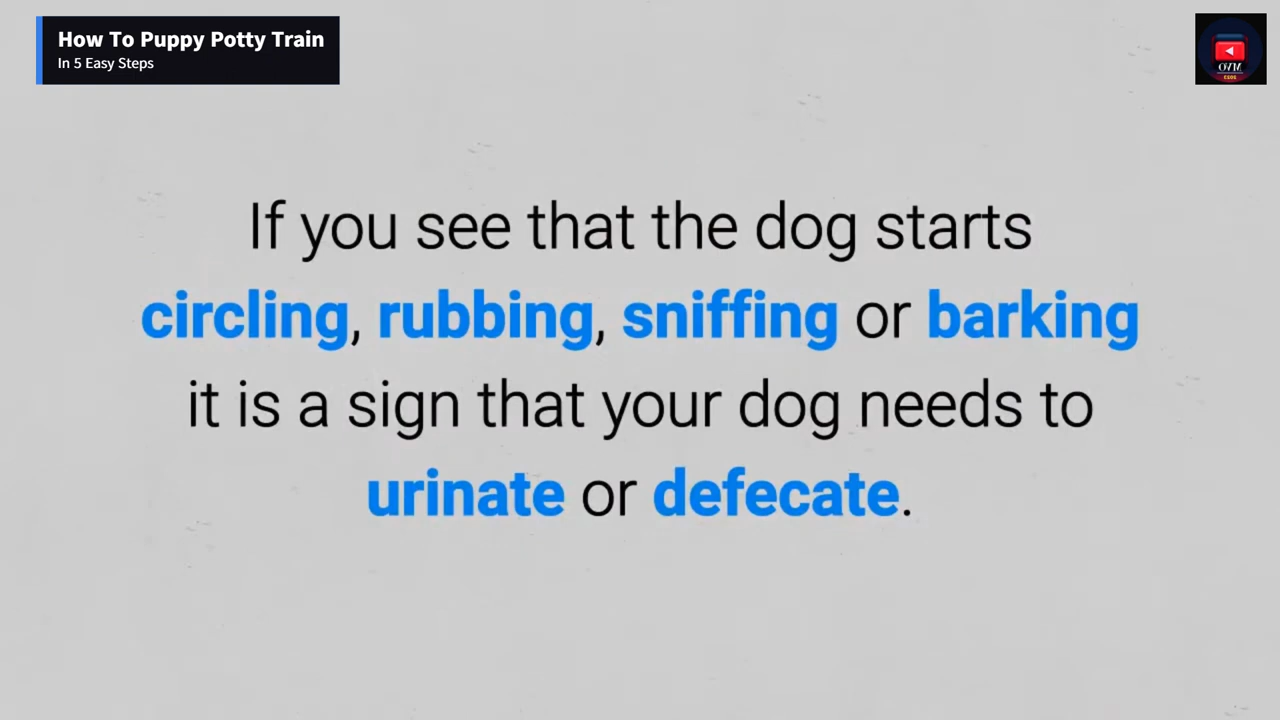 How To Puppy Potty Train
In 5 Easy Steps
If you see that the dog starts
circling, rubbing, sniffing or barking
it is a sign that your dog needs to
urinate or defecate.